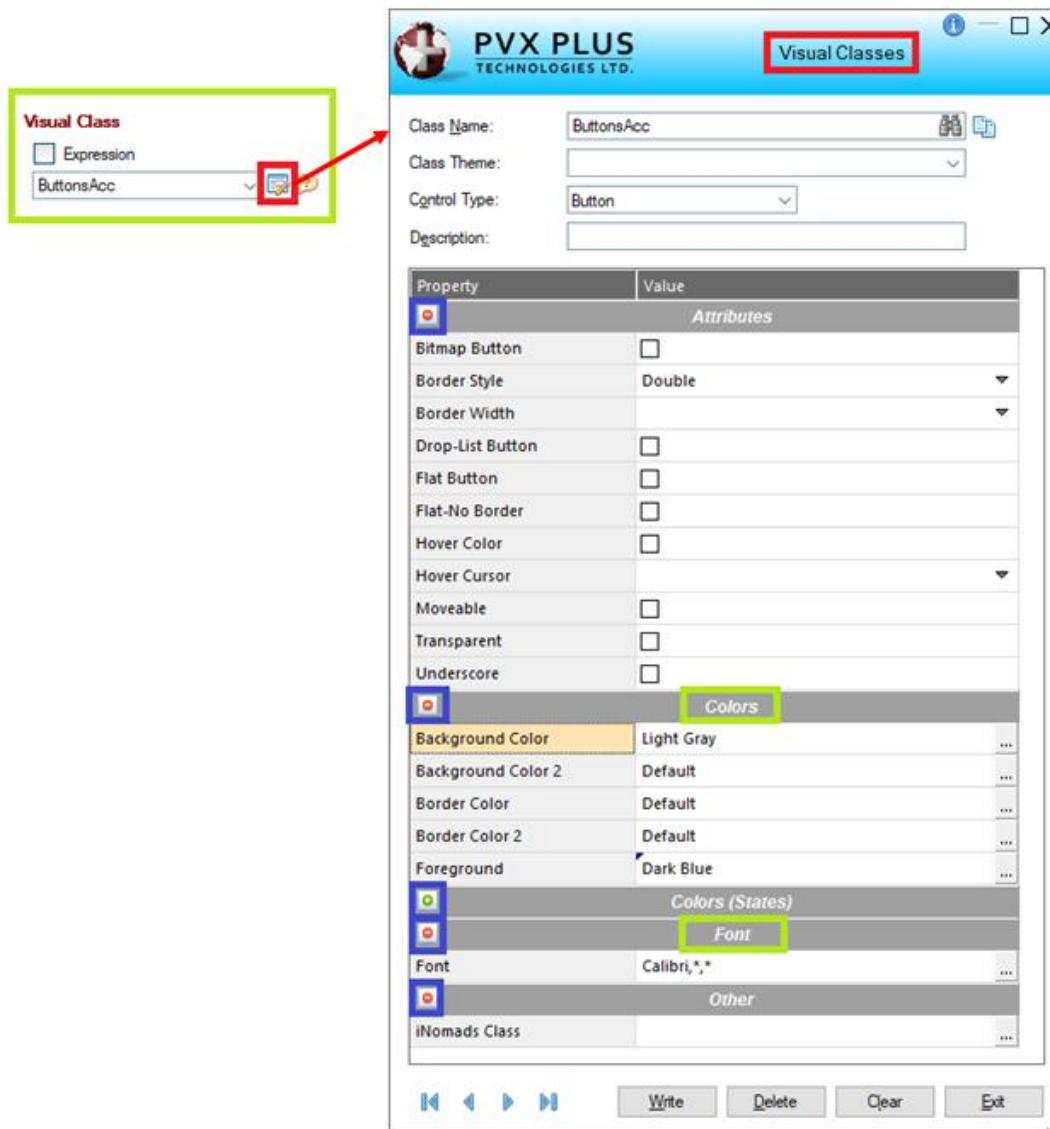 Visual Class
Expression
ButtonsAcc
PVX PLUS
TECHNOLOGIES LTD.
Visual Classes
Class Name: ButtonsAcc
Class Theme:
Control Type: Button
Description:
Property Value
Attributes
Bitmap Button
Border Style Double
Border Width
Drop-List Button
Flat Button
Flat-No Border
Hover Color
Hover Cursor
Moveable
Transparent
Underscore
Colors
Background Color Light Gray ...
Background Color 2 Default ...
Border Color Default ...
Border Color 2 Default ...
Foreground Dark Blue ...
Colors (States)
Font
Font Calibri,*,* ...
Other
iNomads Class ...
Write Delete Clear Exit